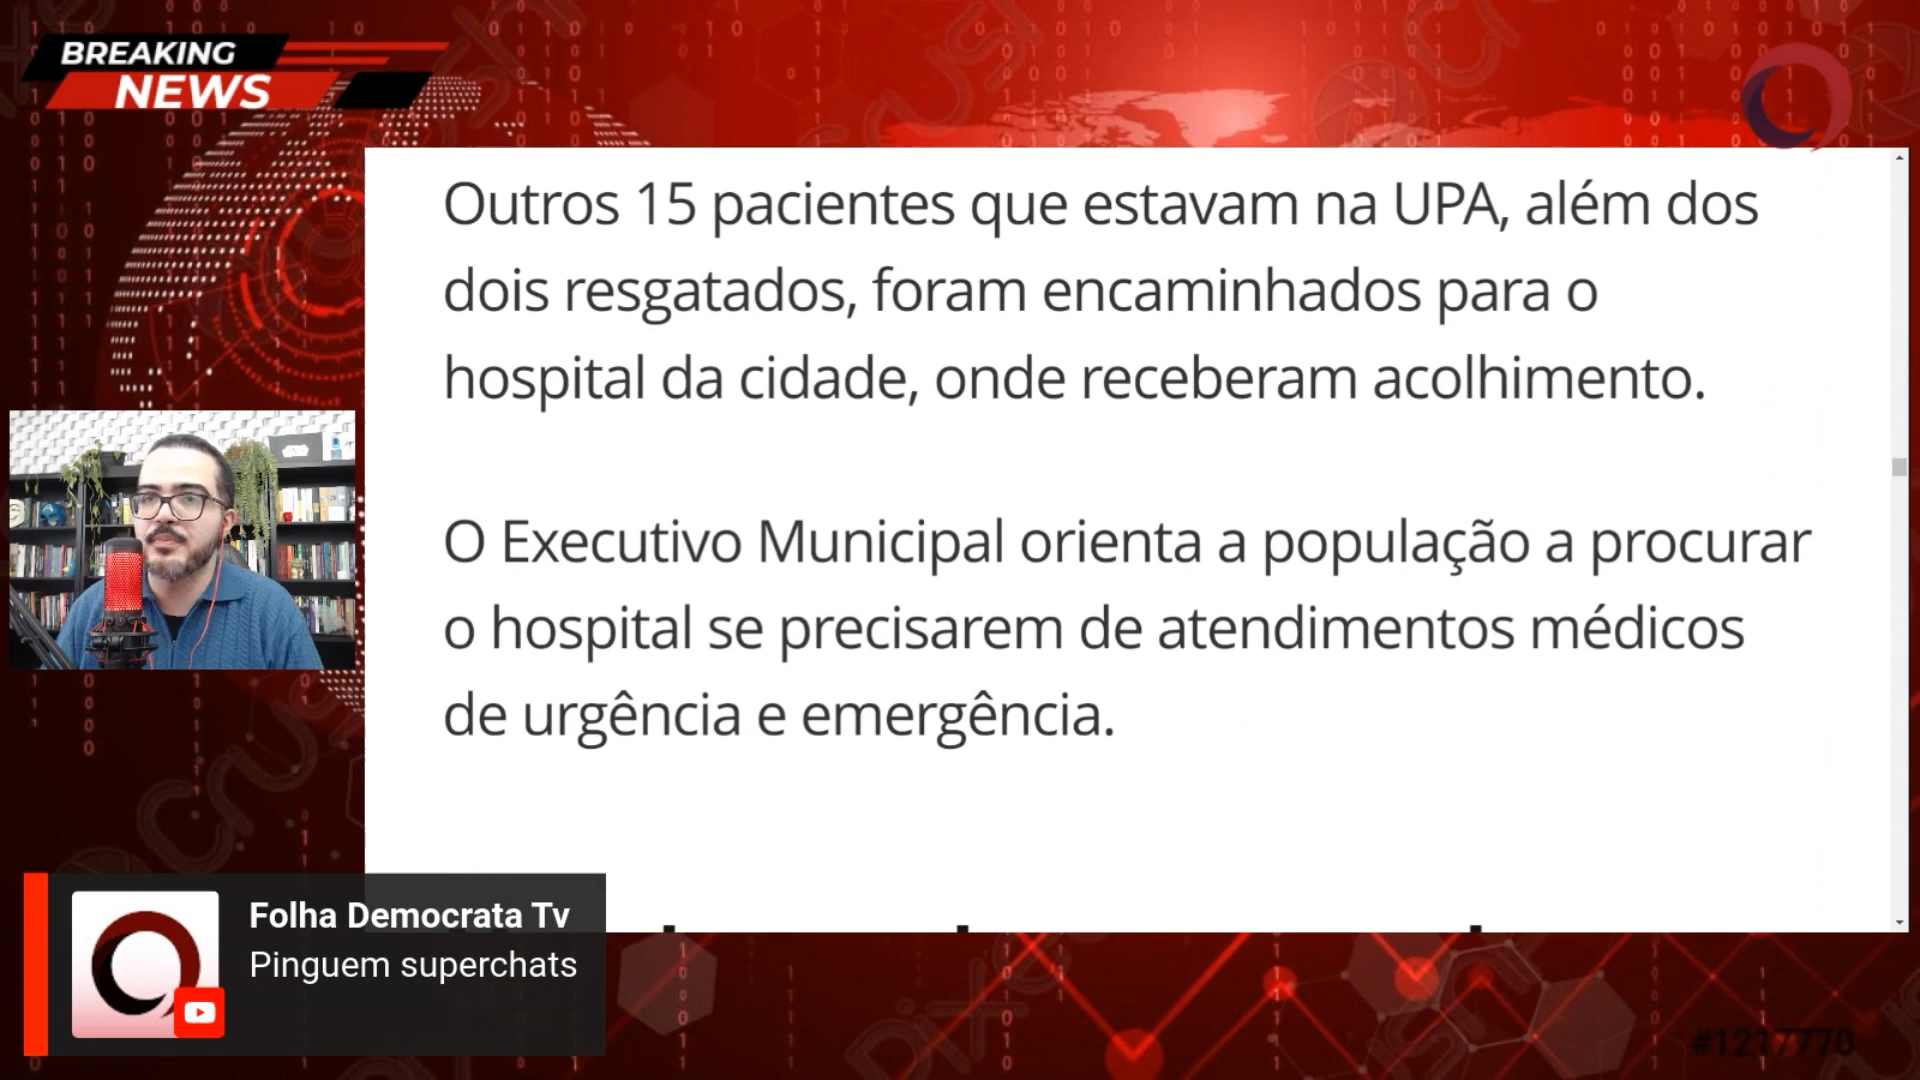 BREAKING
NEWS
Outros 15 pacientes que estavam na UPA, além dos
dois resgatados, foram encaminhados para o
hospital da cidade, onde receberam acolhimento.
O Executivo Municipal orienta a população a procurar
o hospital se precisarem de atendimentos médicos
de urgência e emergência.
Folha Democrata Tv
Pinguem superchats
#1217770